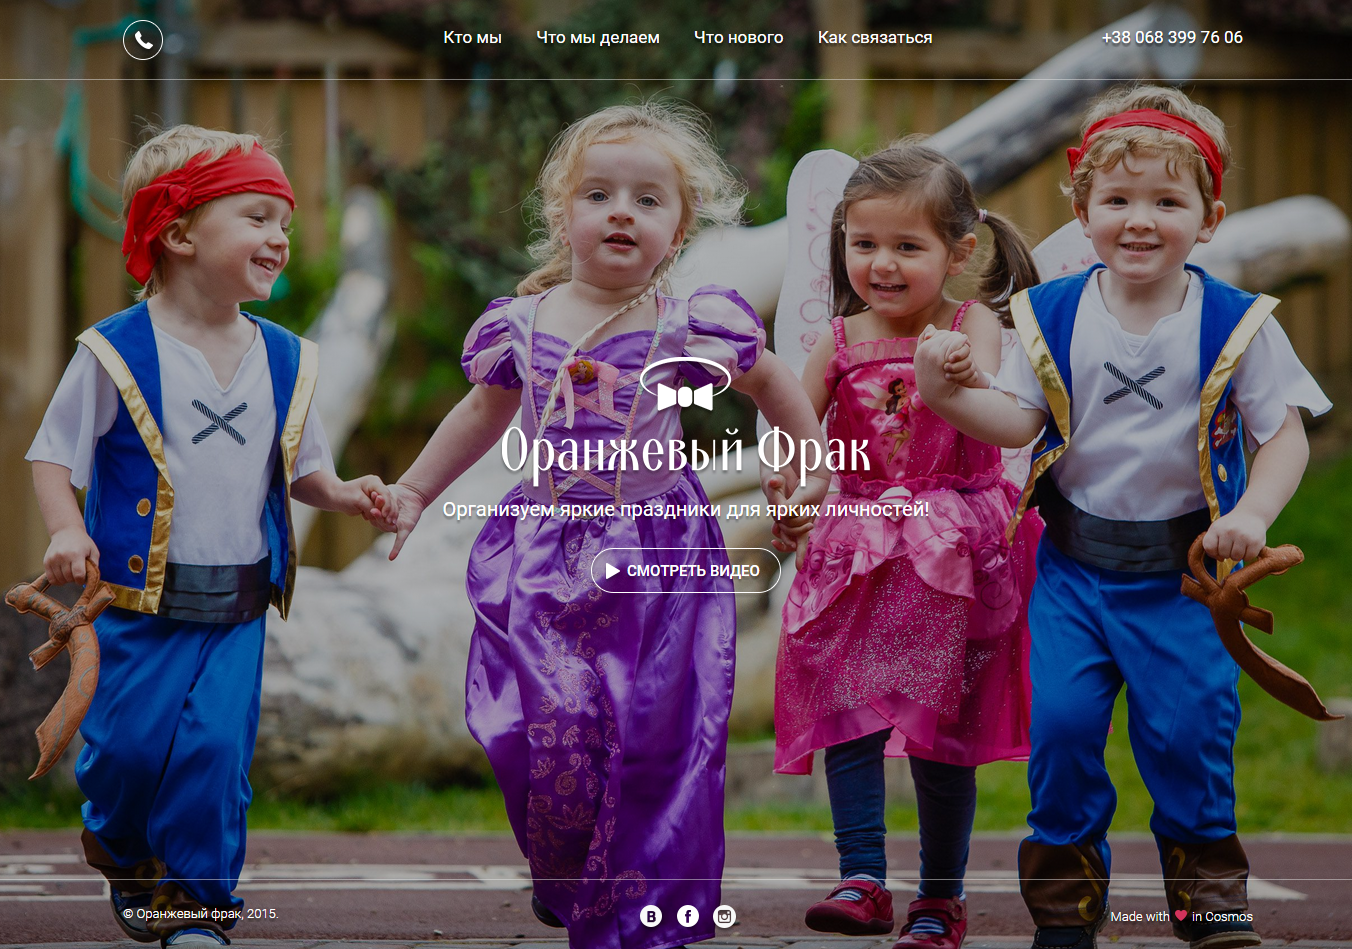 Кто мы
Что мы делаем
Что нового
Как связаться
+38 068 399 76 06
Оранжевый Фрак
Организуем яркие праздники для ярких личностей!
СМОТРЕТЬ ВИДЕО
© Оранжевый фрак, 2015.
B f
Made with ❤ in Cosmos